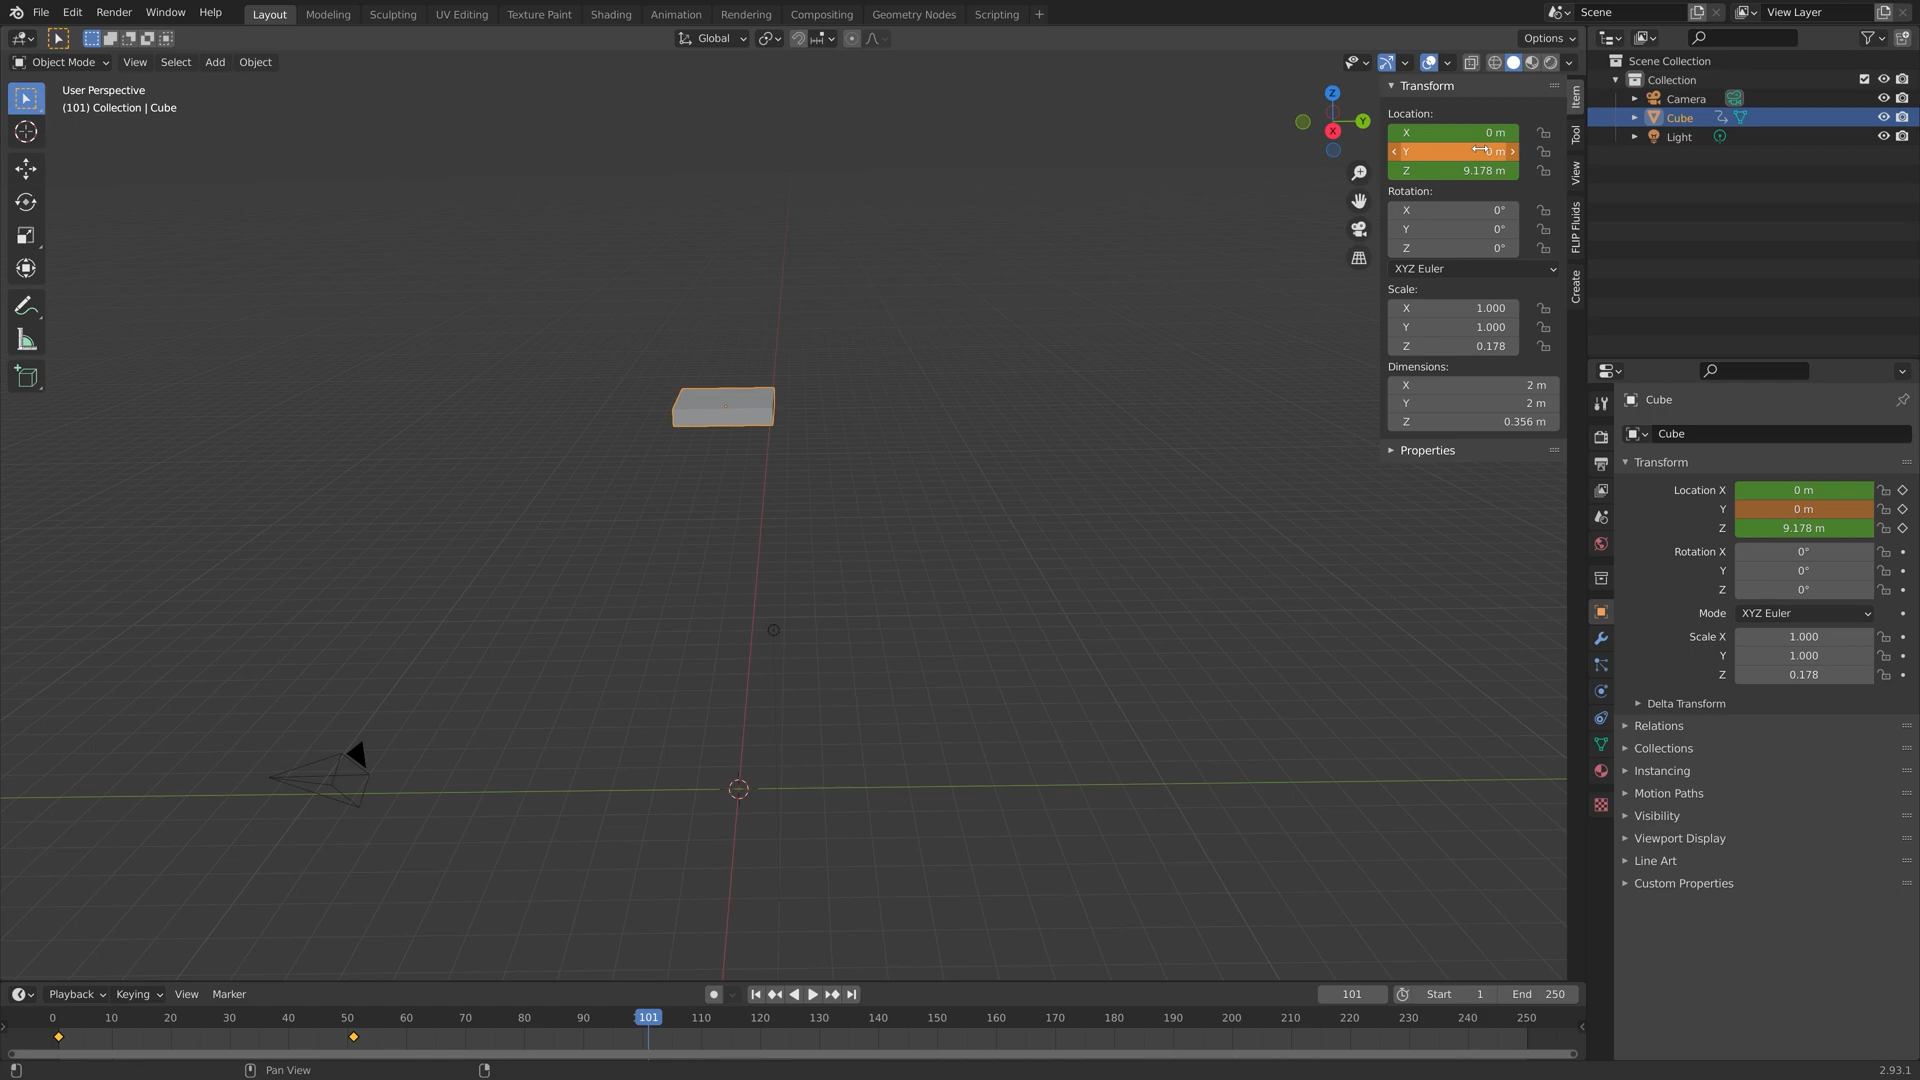 File Edit Render Window Help Layout Modeling Sculpting UV Editing Texture Paint Shading Animation Rendering Compositing Geometry Nodes Scripting + Scene View Layer
Global Options
Object Mode View Select Add Object
User Perspective
(101) Collection | Cube
Z
Y
X
Transform
Location:
X 0 m
Y 0 m
Z 9.178 m
Rotation:
X 0°
Y 0°
Z 0°
XYZ Euler
Scale:
X 1.000
Y 1.000
Z 0.178
Dimensions:
X 2 m
Y 2 m
Z 0.356 m
Properties
Item
Tool
View
FLIP Fluids
Create
Scene Collection
Collection
Camera
Cube
Light
Cube
Cube
Transform
Location X 0 m
Y 0 m
Z 9.178 m
Rotation X 0°
Y 0°
Z 0°
Mode XYZ Euler
Scale X 1.000
Y 1.000
Z 0.178
Delta Transform
Relations
Collections
Instancing
Motion Paths
Visibility
Viewport Display
Line Art
Custom Properties
Playback Keying View Marker 101 Start 1 End 250
0 10 20 30 40 50 60 70 80 101 110 120 130 140 150 160 170 180 190 200 210 220 230 240 250
Pan View 2.93.1